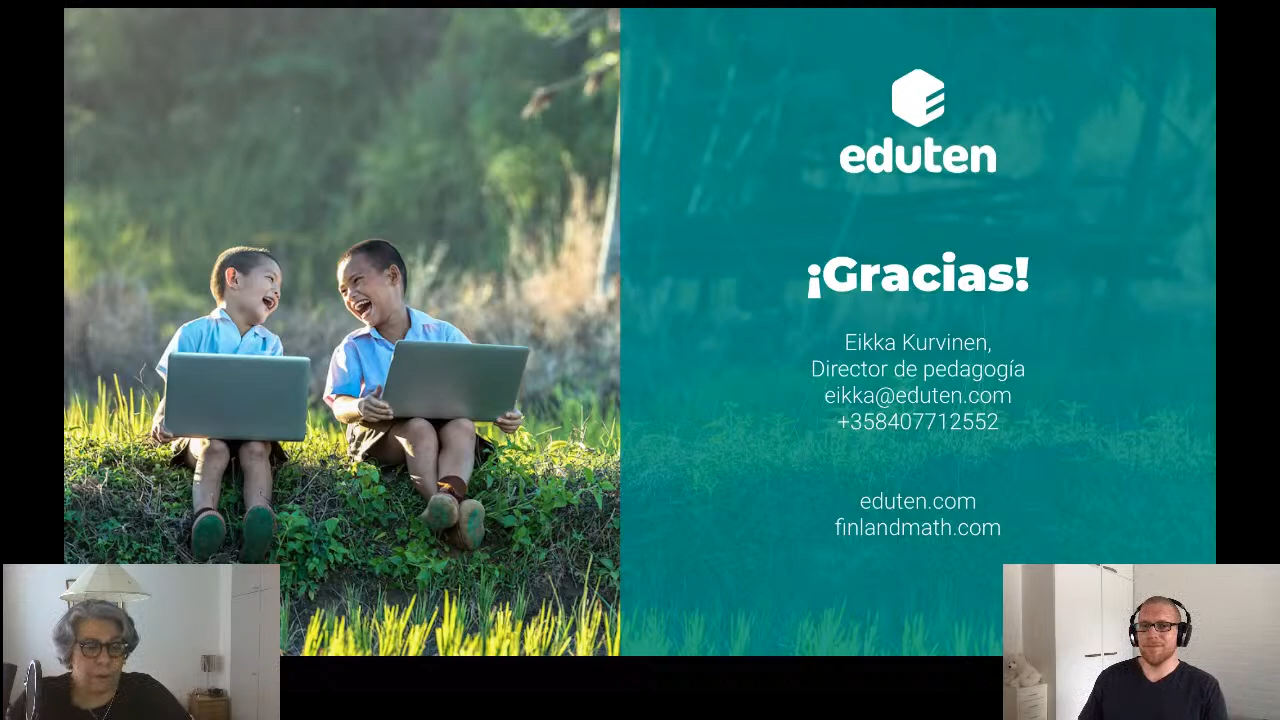 eduten
¡Gracias!
Eikka Kurvinen,
Director de pedagogía
eikka@eduten.com
+358407712552
eduten.com
finlandmath.com